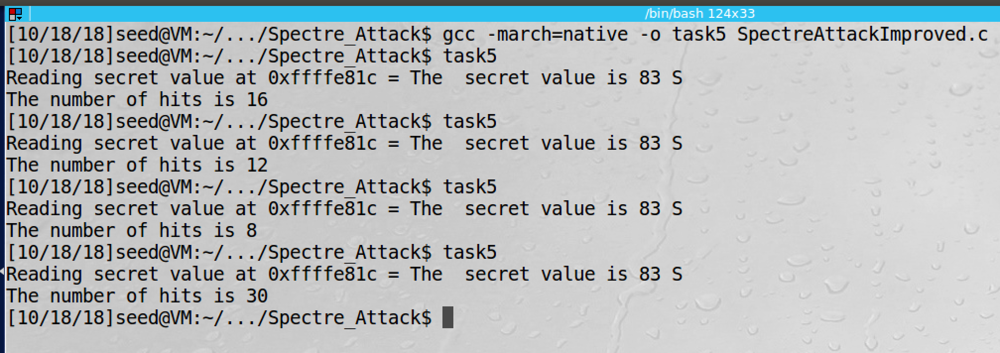 /bin/bash 124x33
[10/18/18]seed@VM:~/.../Spectre_Attack$ gcc -march=native -o task5 SpectreAttackImproved.c
[10/18/18]seed@VM:~/.../Spectre_Attack$ task5
Reading secret value at 0xffffe81c = The  secret value is 83 S
The number of hits is 16
[10/18/18]seed@VM:~/.../Spectre_Attack$ task5
Reading secret value at 0xffffe81c = The  secret value is 83 S
The number of hits is 12
[10/18/18]seed@VM:~/.../Spectre_Attack$ task5
Reading secret value at 0xffffe81c = The  secret value is 83 S
The number of hits is 8
[10/18/18]seed@VM:~/.../Spectre_Attack$ task5
Reading secret value at 0xffffe81c = The  secret value is 83 S
The number of hits is 30
[10/18/18]seed@VM:~/.../Spectre_Attack$